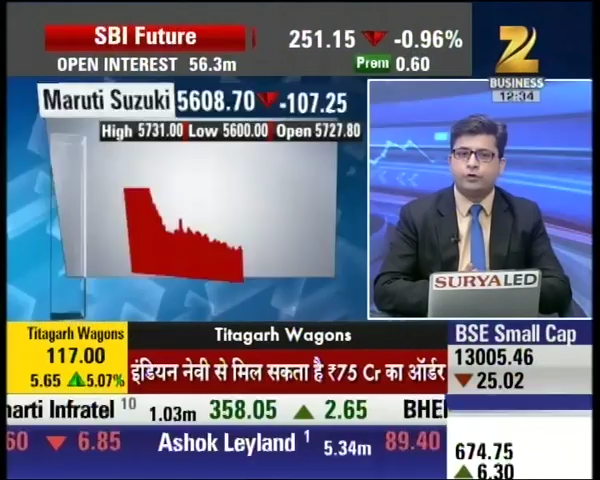 SBI Future
251.15 -0.96%
OPEN INTEREST 56.3m
Prem 0.60
Z
BUSINESS
12:34
Maruti Suzuki 5608.70 -107.25
High 5731.00 Low 5600.00 Open 5727.80
SURYA LED
Titagarh Wagons
117.00
5.65 5.07%
Titagarh Wagons
इंडियन नेवी से मिल सकता है ₹75 Cr का ऑर्डर
BSE Small Cap
13005.46
25.02
harti Infratel 10 1.03m 358.05 2.65 BHEL
60 6.85 Ashok Leyland 1 5.34m 89.40
674.75
6.30